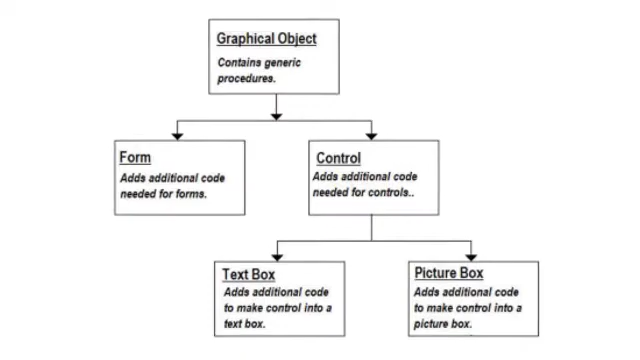 Graphical Object
Contains generic
procedures.
Form
Adds additional code
needed for forms.
Control
Adds additional code
needed for controls..
Text Box
Adds additional code
to make control into a
text box.
Picture Box
Adds additional code
to make control into a
picture box.